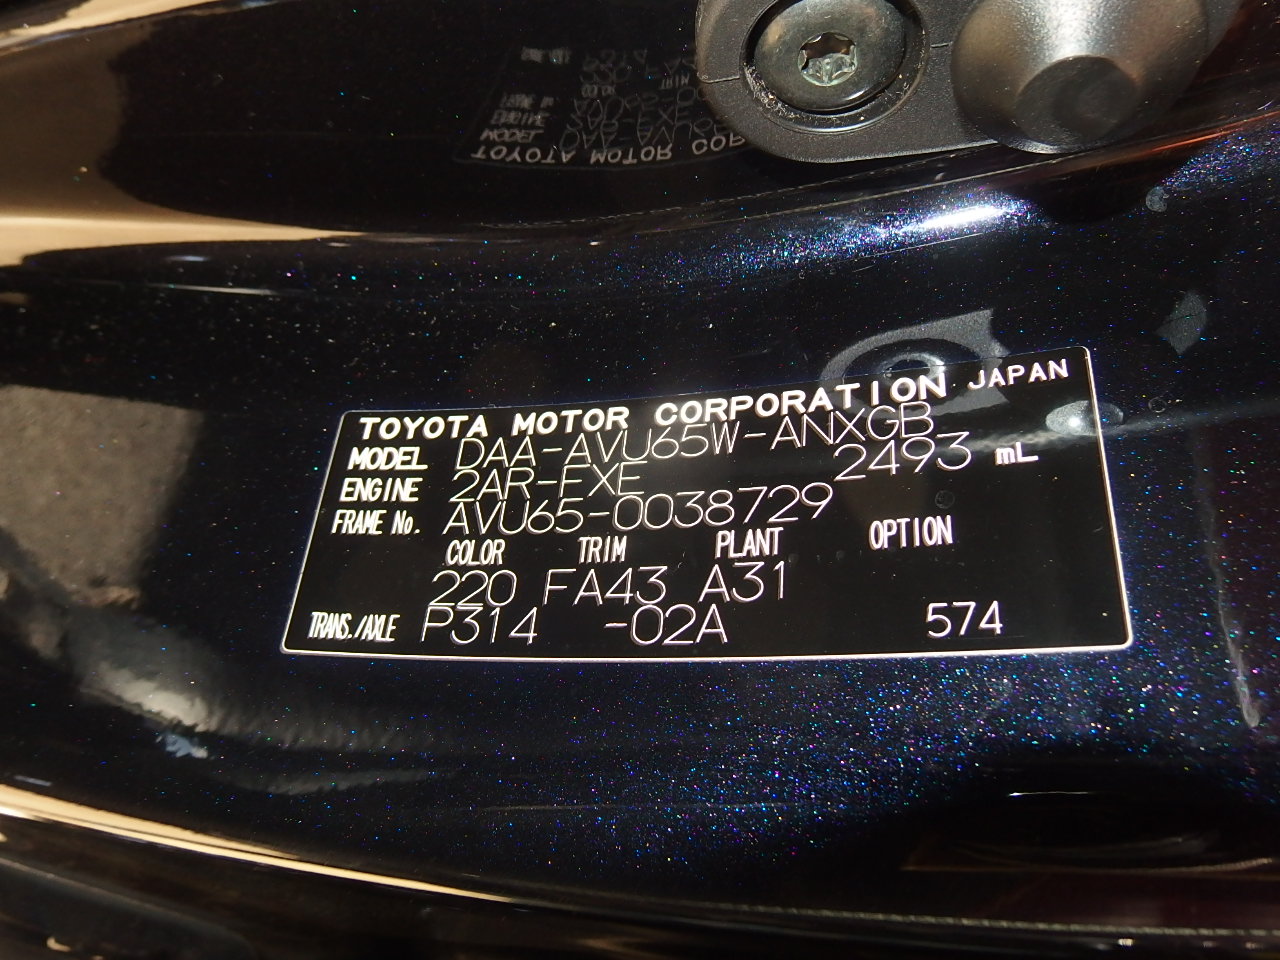 TOYOTA MOTOR CORPORATION JAPAN
MODEL DAA-AVU65W-ANXGB
ENGINE 2AR-FXE 2493 mL
FRAME No. AVU65-0038729
COLOR TRIM PLANT OPTION
220 FA43 A31
TRANS./AXLE P314 -02A 574